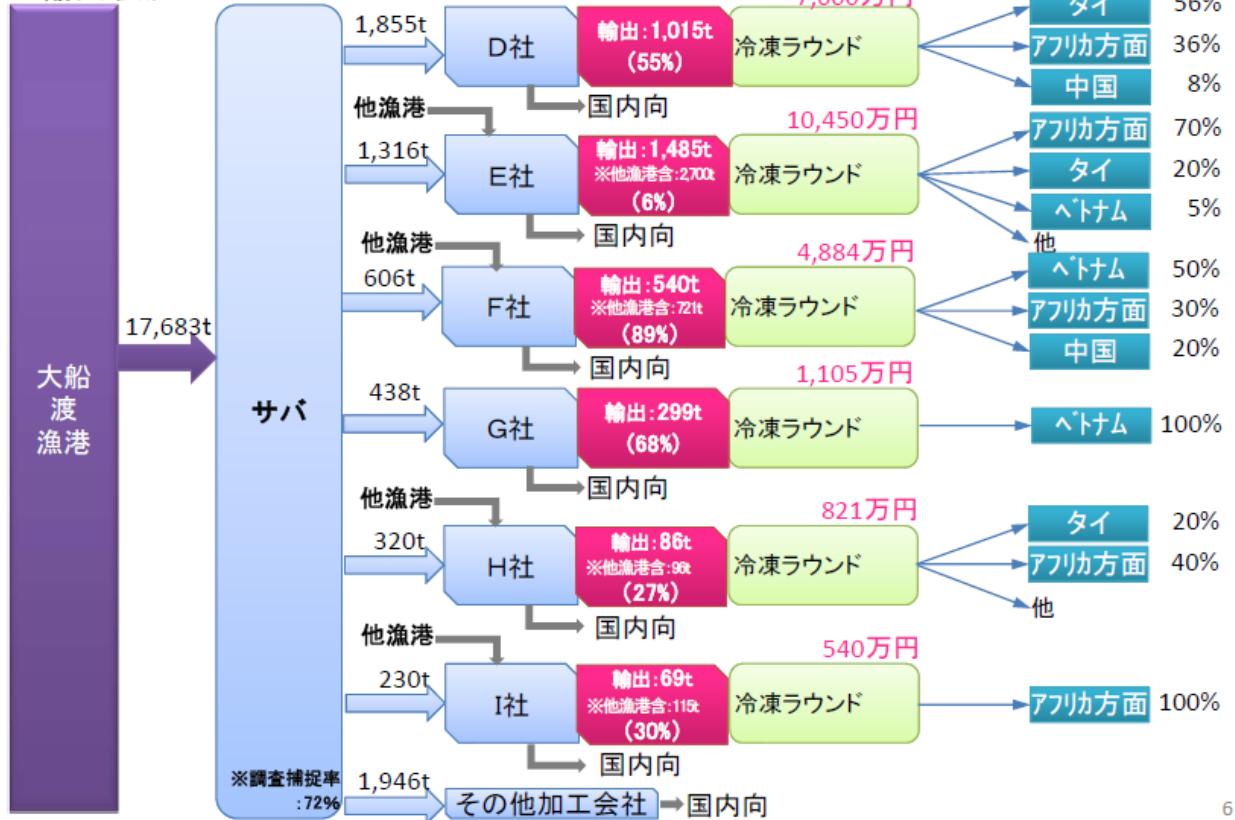 大船
渡
漁港
17,683t
サバ
※調査捕捉率
:72%
1,855t
D社
輸出:1,015t
(55%)
冷凍ラウンド
タイ
56%
アフリカ方面
36%
中国
8%
国内向
他漁港
1,316t
E社
輸出:1,485t
※他漁港含:2,700t
(6%)
10,450万円
冷凍ラウンド
アフリカ方面
70%
タイ
20%
ベトナム
5%
他
国内向
他漁港
606t
F社
輸出:540t
※他漁港含:721t
(89%)
4,884万円
冷凍ラウンド
ベトナム
50%
アフリカ方面
30%
中国
20%
国内向
438t
G社
輸出:299t
(68%)
1,105万円
冷凍ラウンド
ベトナム
100%
国内向
他漁港
320t
H社
輸出:86t
※他漁港含:96t
(27%)
821万円
冷凍ラウンド
タイ
20%
アフリカ方面
40%
他
国内向
他漁港
230t
I社
輸出:69t
※他漁港含:115t
(30%)
540万円
冷凍ラウンド
アフリカ方面
100%
国内向
1,946t
その他加工会社
国内向
6